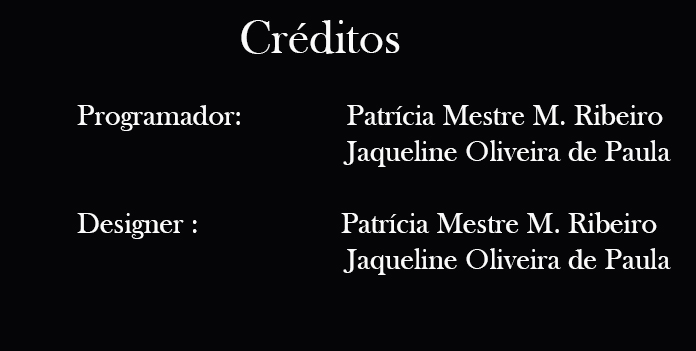 Créditos
Programador: Patrícia Mestre M. Ribeiro
Jaqueline Oliveira de Paula
Designer : Patrícia Mestre M. Ribeiro
Jaqueline Oliveira de Paula